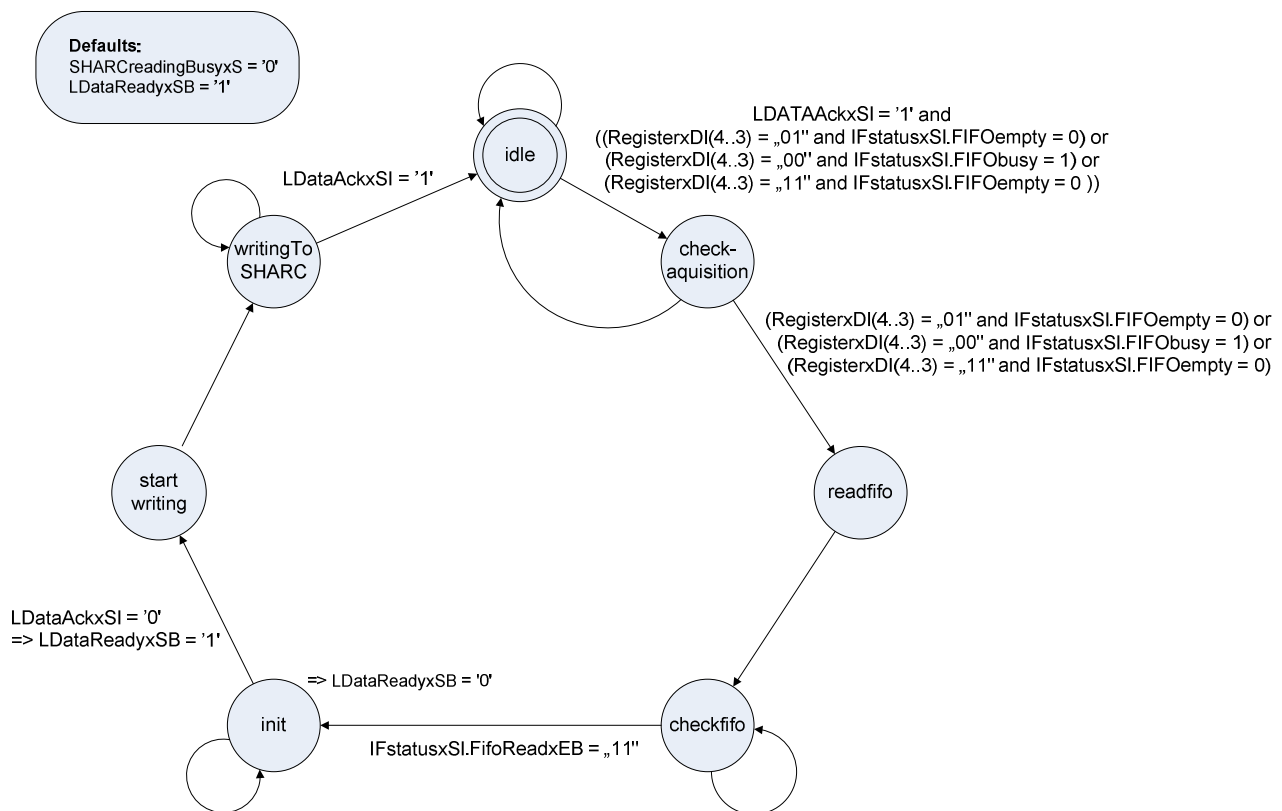 Defaults:
SHARCreadingBusyxS = '0'
LDataReadyxSB = '1'
idle
LDATAAckxSI = '1' and
((RegisterxDI(4..3) = „01" and IFstatusxSI.FIFOempty = 0) or
(RegisterxDI(4..3) = „00" and IFstatusxSI.FIFObusy = 1) or
(RegisterxDI(4..3) = „11" and IFstatusxSI.FIFOempty = 0 ))
LDataAckxSI = '1'
writingTo
SHARC
check-
aquisition
(RegisterxDI(4..3) = „01" and IFstatusxSI.FIFOempty = 0) or
(RegisterxDI(4..3) = „00" and IFstatusxSI.FIFObusy = 1) or
(RegisterxDI(4..3) = „11" and IFstatusxSI.FIFOempty = 0)
start
writing
readfifo
LDataAckxSI = '0'
=> LDataReadyxSB = '1'
=> LDataReadyxSB = '0'
init
checkfifo
IFstatusxSI.FifoReadxEB = „11"